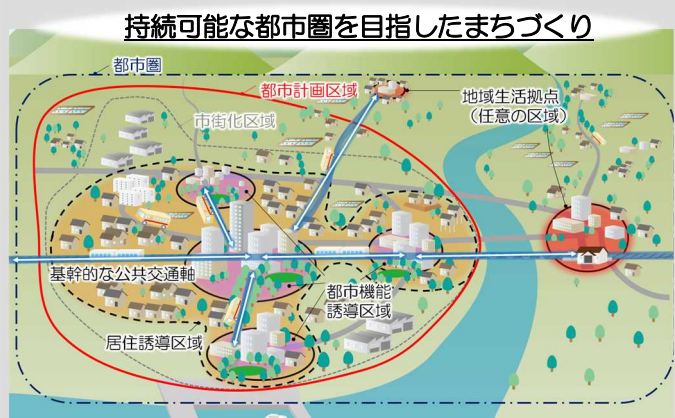 持続可能な都市圏を目指したまちづくり
都市圏
都市計画区域
地域生活拠点
（任意の区域）
市街化区域
基幹的な公共交通軸
都市機能
誘導区域
居住誘導区域